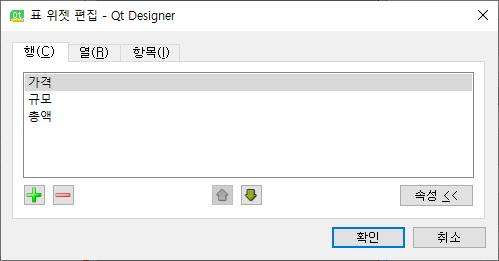 표 위젯 편집 - Qt Designer
행(C) 열(R) 항목(I)
가격
규모
총액
속성 <<
확인 취소